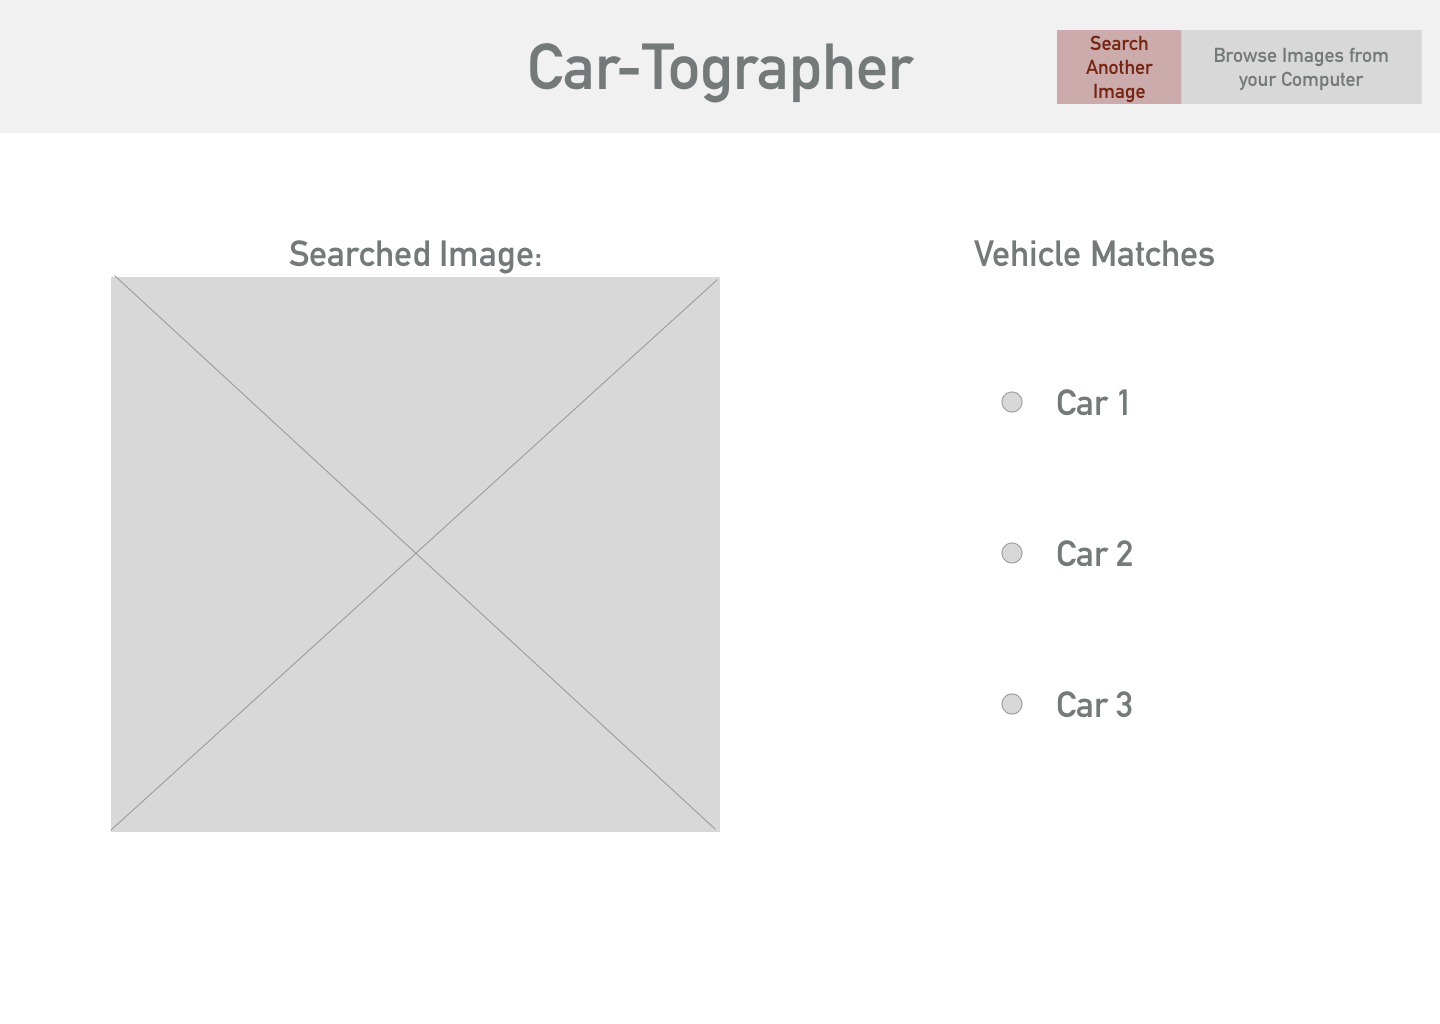 Car-Tographer
Search
Another
Image
Browse Images from
your Computer
Searched Image:
Vehicle Matches
Car 1
Car 2
Car 3